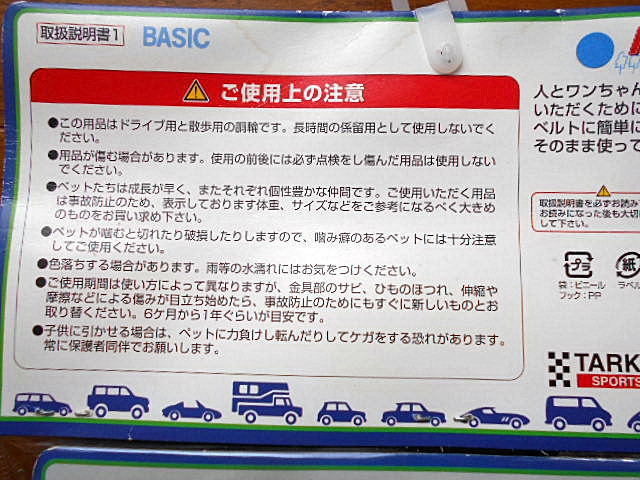 取扱説明書1 BASIC
ご使用上の注意
●この用品はドライブ用と散歩用の胴輪です。長時間の係留用として使用しないでく
ださい。
●用品が傷む場合があります。使用の前後には必ず点検をし傷んだ用品は使用しない
でください。
●ペットたちは成長が早く、またそれぞれ個性豊かな仲間です。ご使用いただく用品
は事故防止のため、表示しております体重、サイズなどをご参考になるべく大きめ
のものをお買い求め下さい。
●ペットが噛むと切れたり破損したりしますので、噛み癖のあるペットには十分注意
してご使用ください。
●色落ちする場合があります。雨等の水濡れにはお気をつけください。
●ご使用期間は使い方によって異なりますが、金具部のサビ、ひものほつれ、伸縮や
摩擦などによる傷みが目立ち始めたら、事故防止のためにもすぐに新しいものとお
取り替ください。6ケ月から1年ぐらいが目安です。
●子供に引かせる場合は、ペットに力負けし転んだりしてケガをする恐れがあります。
常に保護者同伴でお願いします。
人とワンちゃん
いただくために
ベルトに簡単に
そのまま使って
取扱説明書を必ずお読み
お読みになった後も大切
して下さい。
プラ 紙
袋：ビニール ラベル
フック：PP
TARK
SPORTS